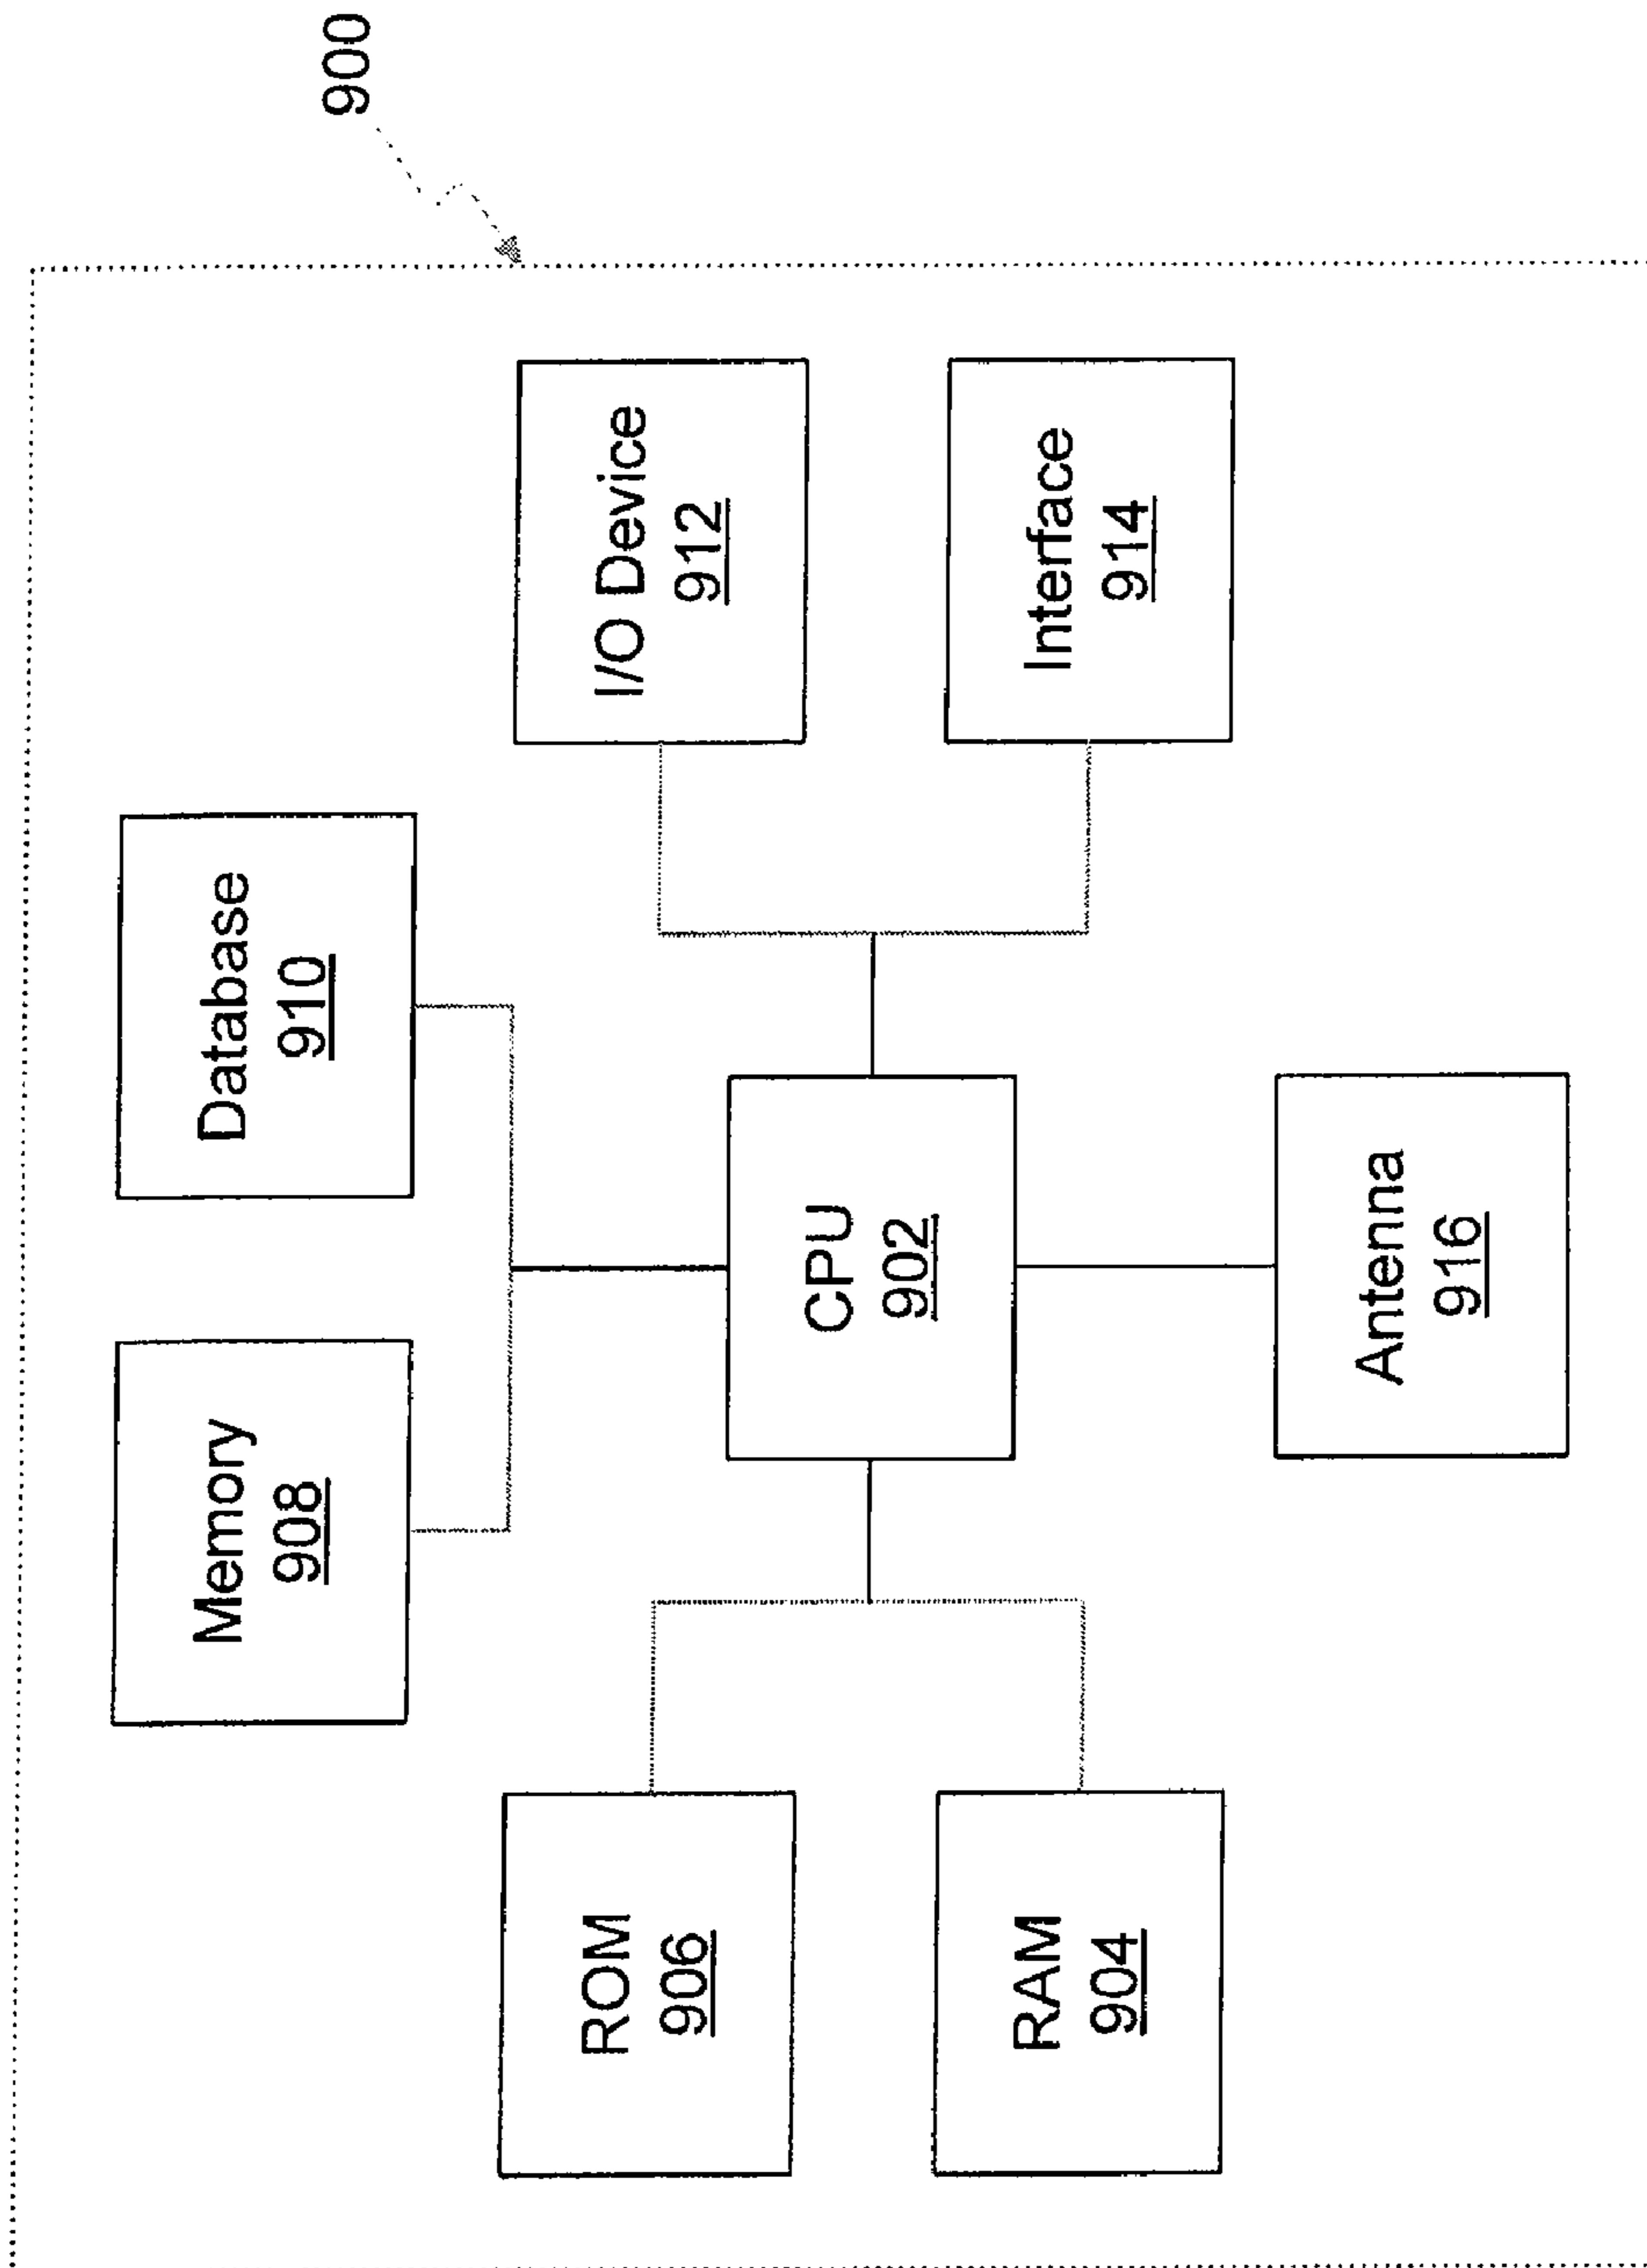 900
Memory
908
Database
910
ROM
906
CPU
902
I/O Device
912
RAM
904
Antenna
916
Interface
914